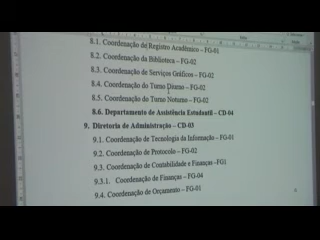 8.1. Coordenação de Registro Acadêmico – FG-01
8.2. Coordenação da Biblioteca – FG-02
8.3. Coordenação de Serviços Gráficos – FG-02
8.4. Coordenação do Turno Diurno – FG-02
8.5. Coordenação do Turno Noturno – FG-02
8.6. Departamento de Assistência Estudantil – CD-04
9. Diretoria de Administração – CD-03
9.1. Coordenação de Tecnologia da Informação – FG-01
9.2. Coordenação de Protocolo – FG-02
9.3. Coordenação de Contabilidade e Finanças –FG1
9.3.1. Coordenação de Finanças – FG-04
9.4. Coordenação de Orçamento – FG-01